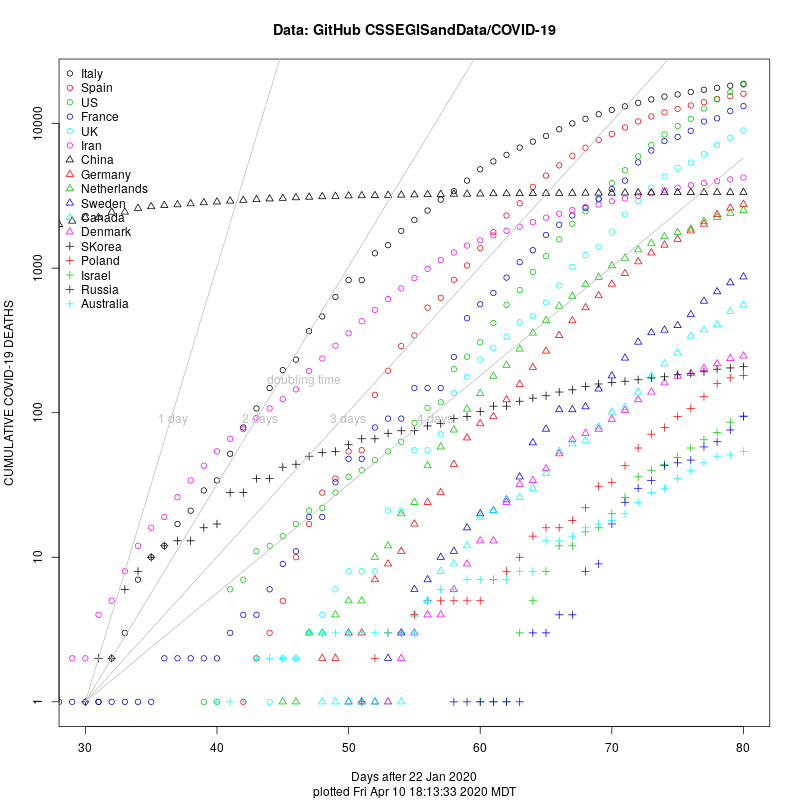 Data: GitHub CSSEGISandData/COVID-19
Italy
Spain
US
France
UK
Iran
China
Germany
Netherlands
Sweden
Canada
Denmark
SKorea
Poland
Israel
Russia
Australia
doubling time
1 day
2 days
3 days
4 days
CUMULATIVE COVID-19 DEATHS
10000
1000
100
10
1
30 40 50 60 70 80
Days after 22 Jan 2020
plotted Fri Apr 10 18:13:33 2020 MDT